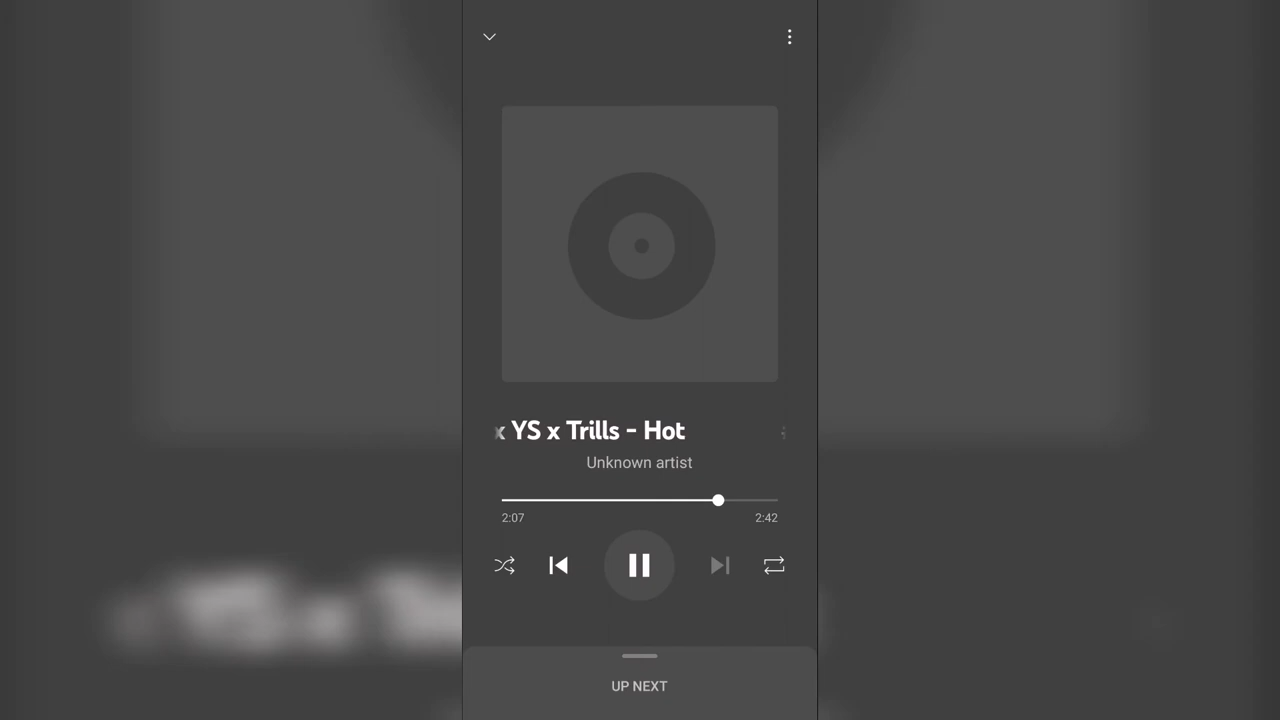 x YS x Trills - Hot
Unknown artist
2:07
2:42
UP NEXT